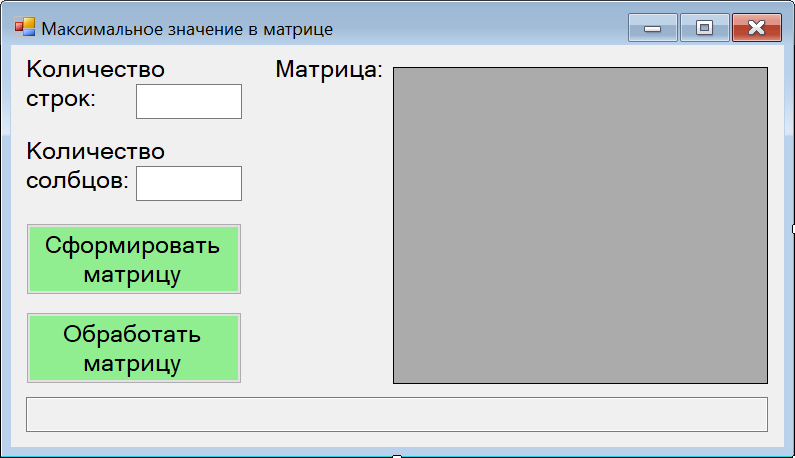 Максимальное значение в матрице
Количество
строк:
Матрица:
Количество
солбцов:
Сформировать
матрицу
Обработать
матрицу